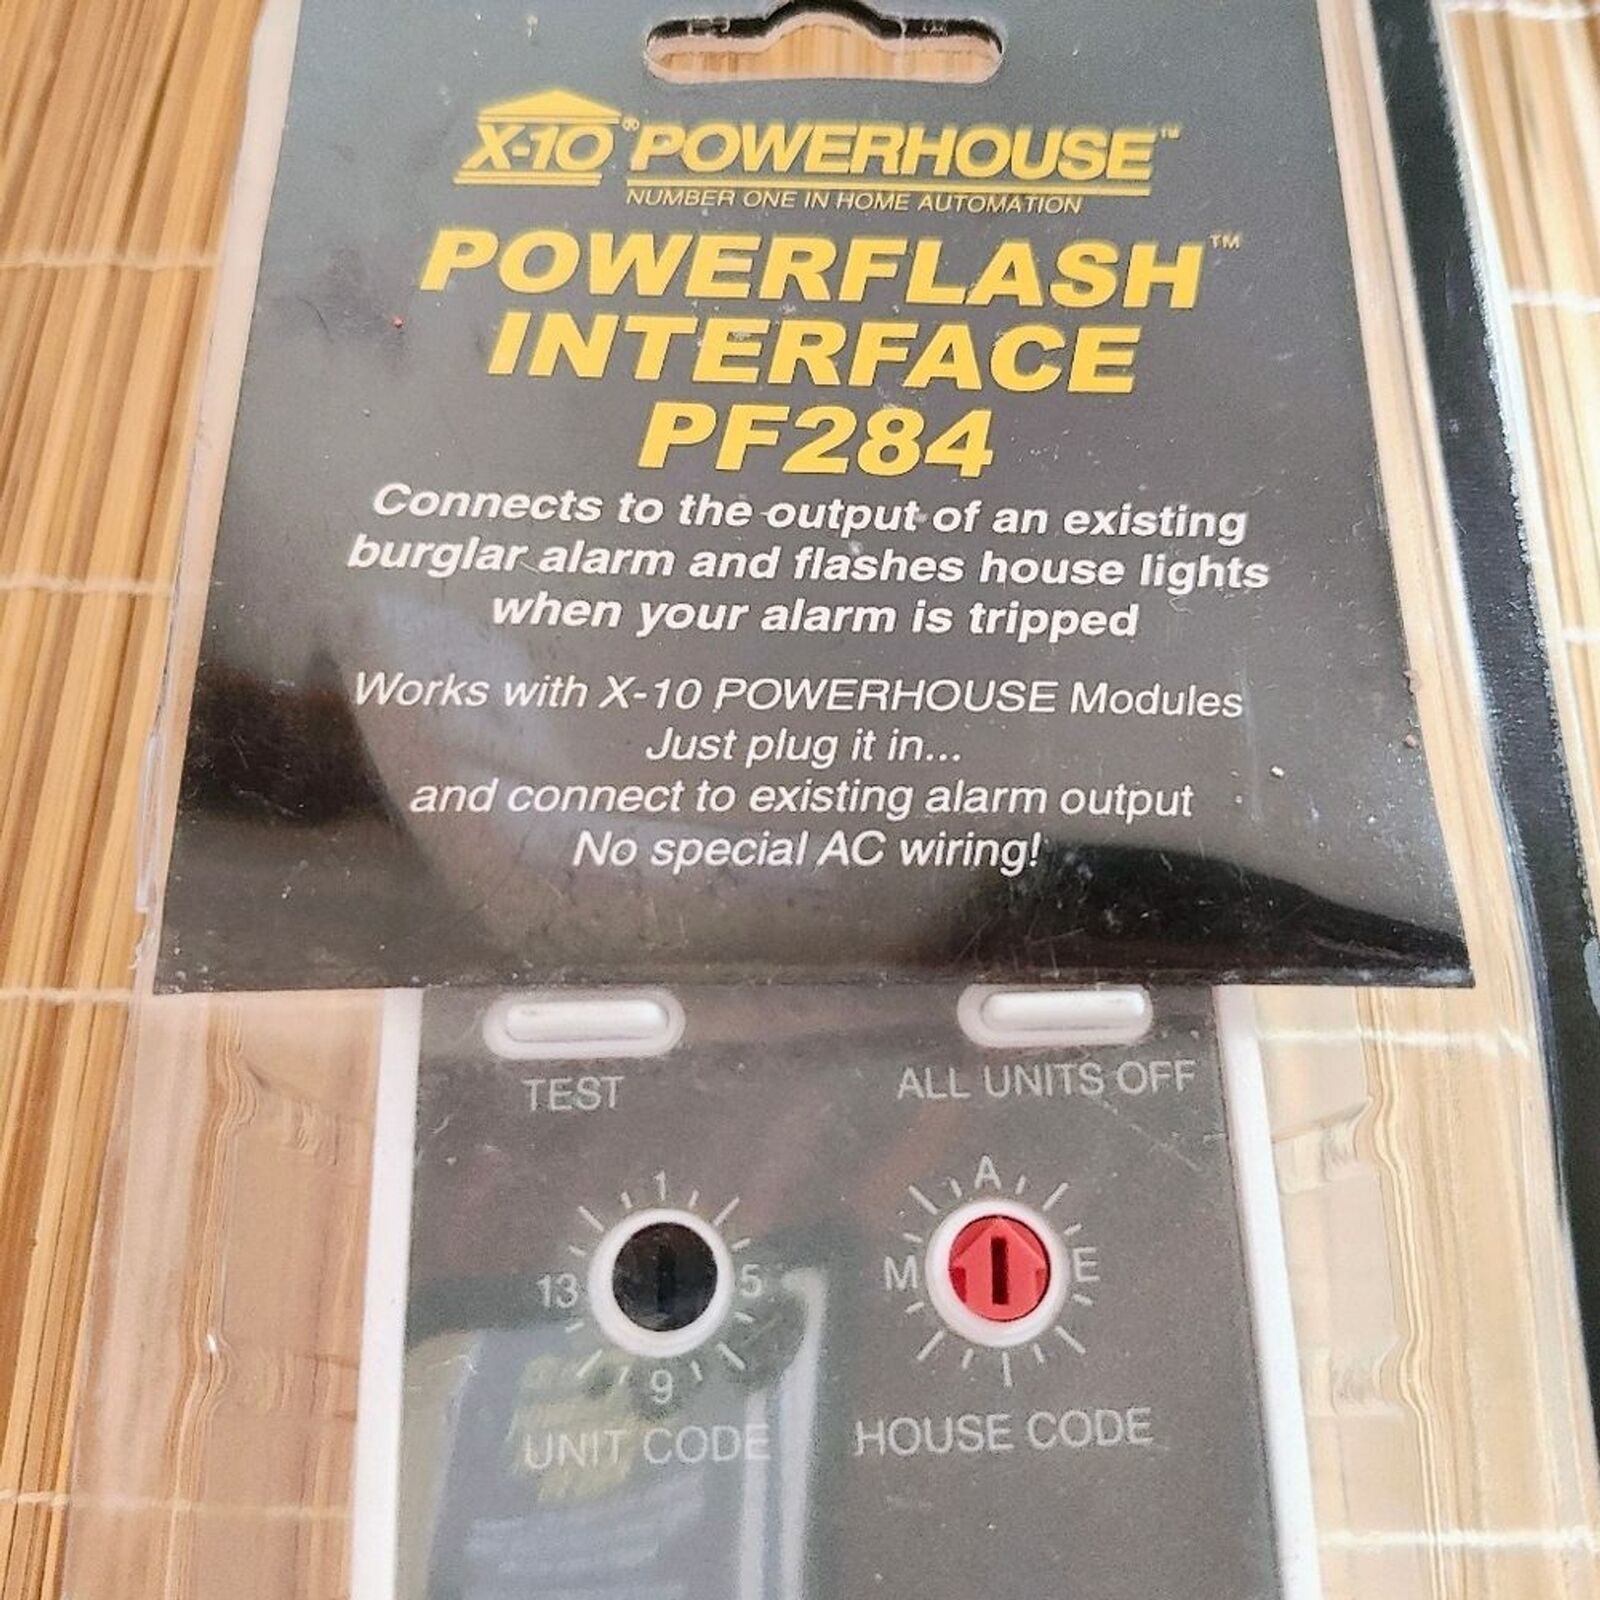 X-10® POWERHOUSE™
NUMBER ONE IN HOME AUTOMATION
POWERFLASH™
INTERFACE
PF284
Connects to the output of an existing
burglar alarm and flashes house lights
when your alarm is tripped
Works with X-10 POWERHOUSE Modules
Just plug it in...
and connect to existing alarm output
No special AC wiring!
TEST
ALL UNITS OFF
1
13
5
9
UNIT CODE
A
M
E
HOUSE CODE